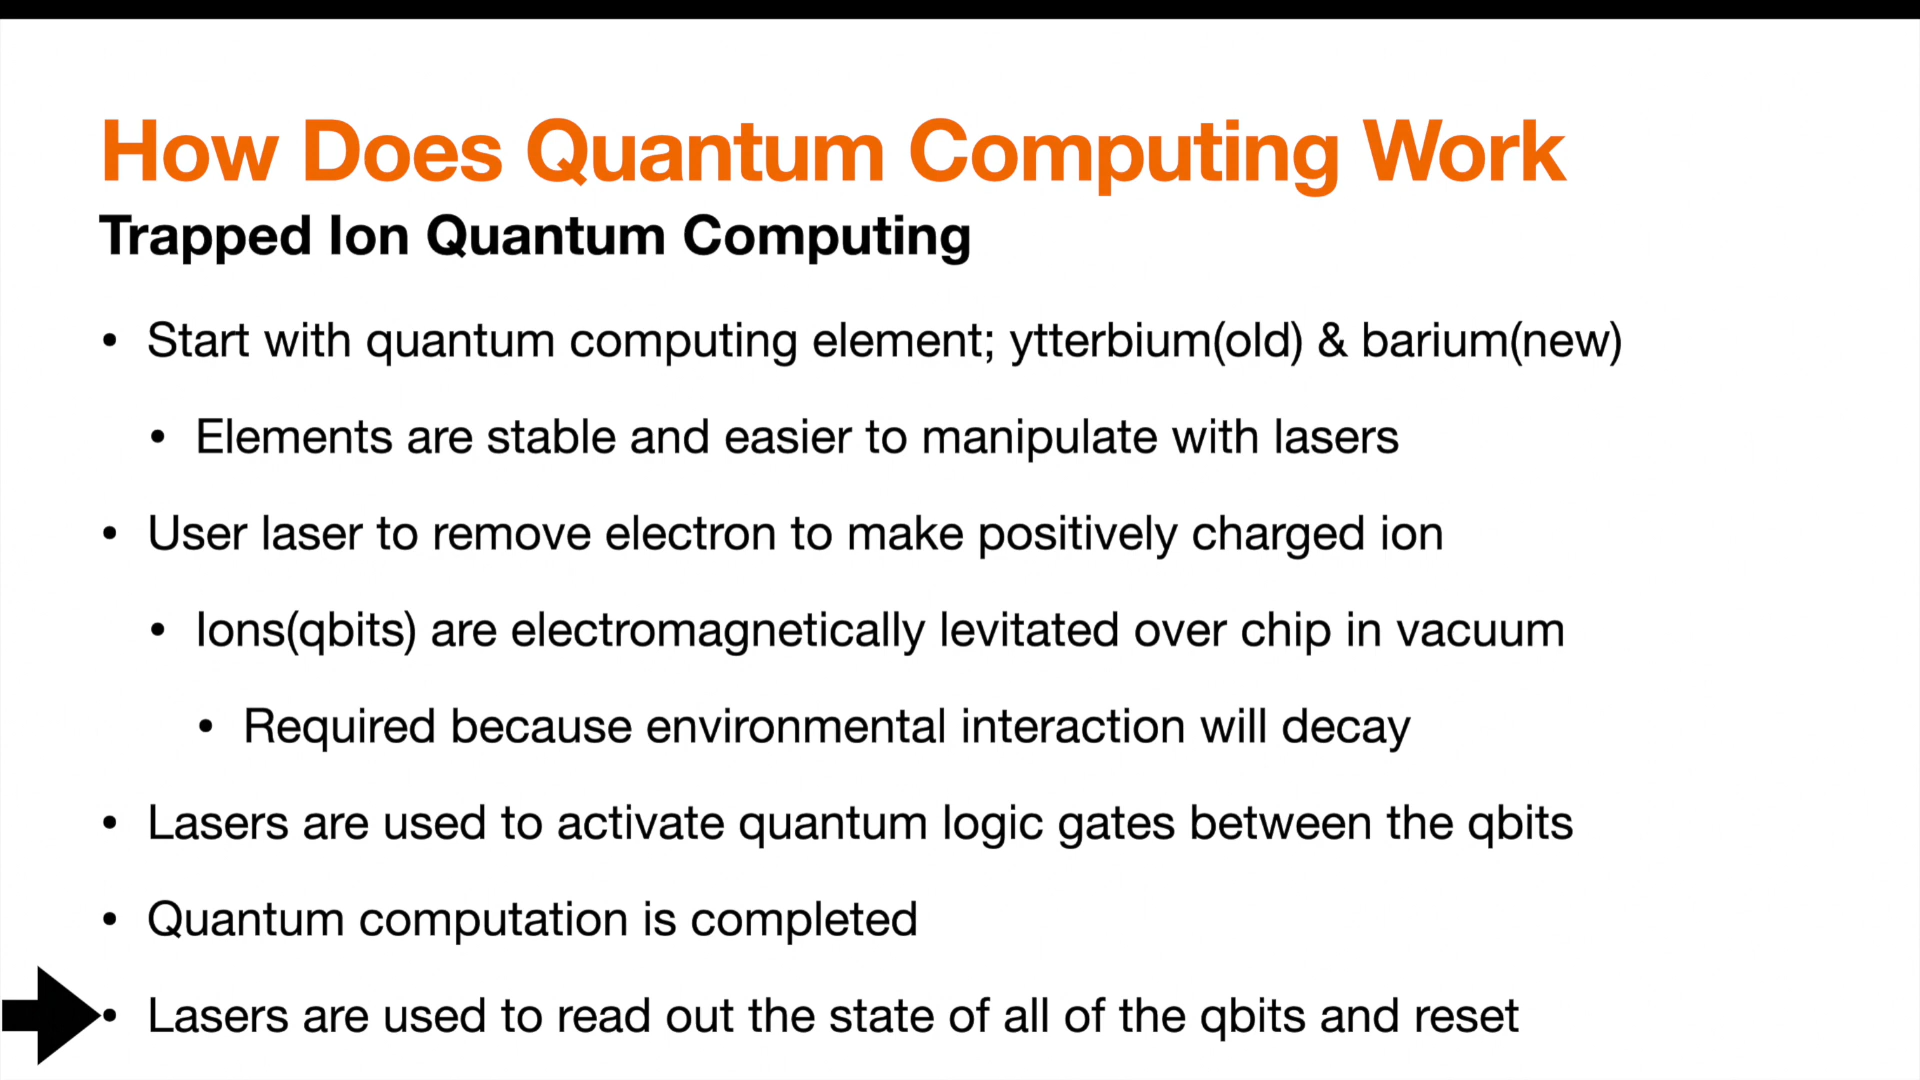 How Does Quantum Computing Work
Trapped Ion Quantum Computing
• Start with quantum computing element; ytterbium(old) & barium(new)
• Elements are stable and easier to manipulate with lasers
• User laser to remove electron to make positively charged ion
• Ions(qbits) are electromagnetically levitated over chip in vacuum
• Required because environmental interaction will decay
• Lasers are used to activate quantum logic gates between the qbits
• Quantum computation is completed
• Lasers are used to read out the state of all of the qbits and reset